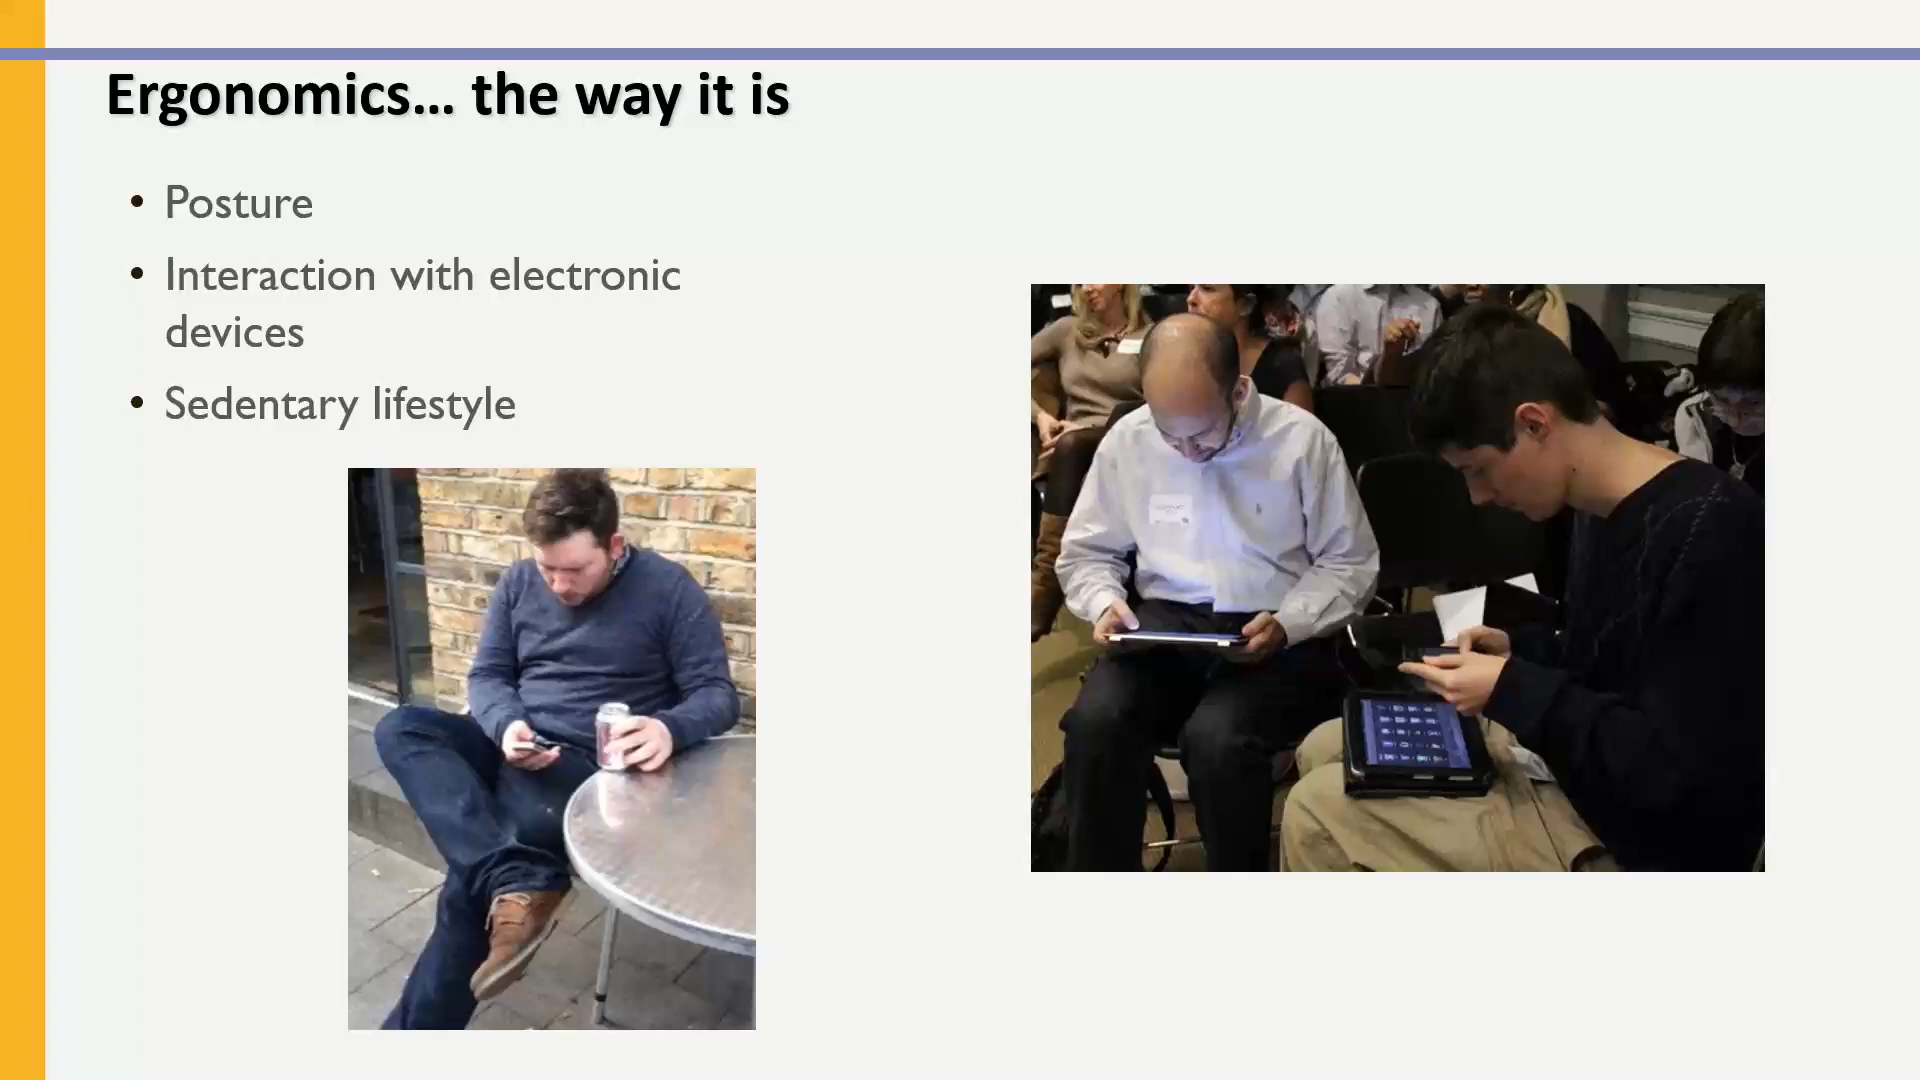 Ergonomics... the way it is
• Posture
• Interaction with electronic
devices
• Sedentary lifestyle